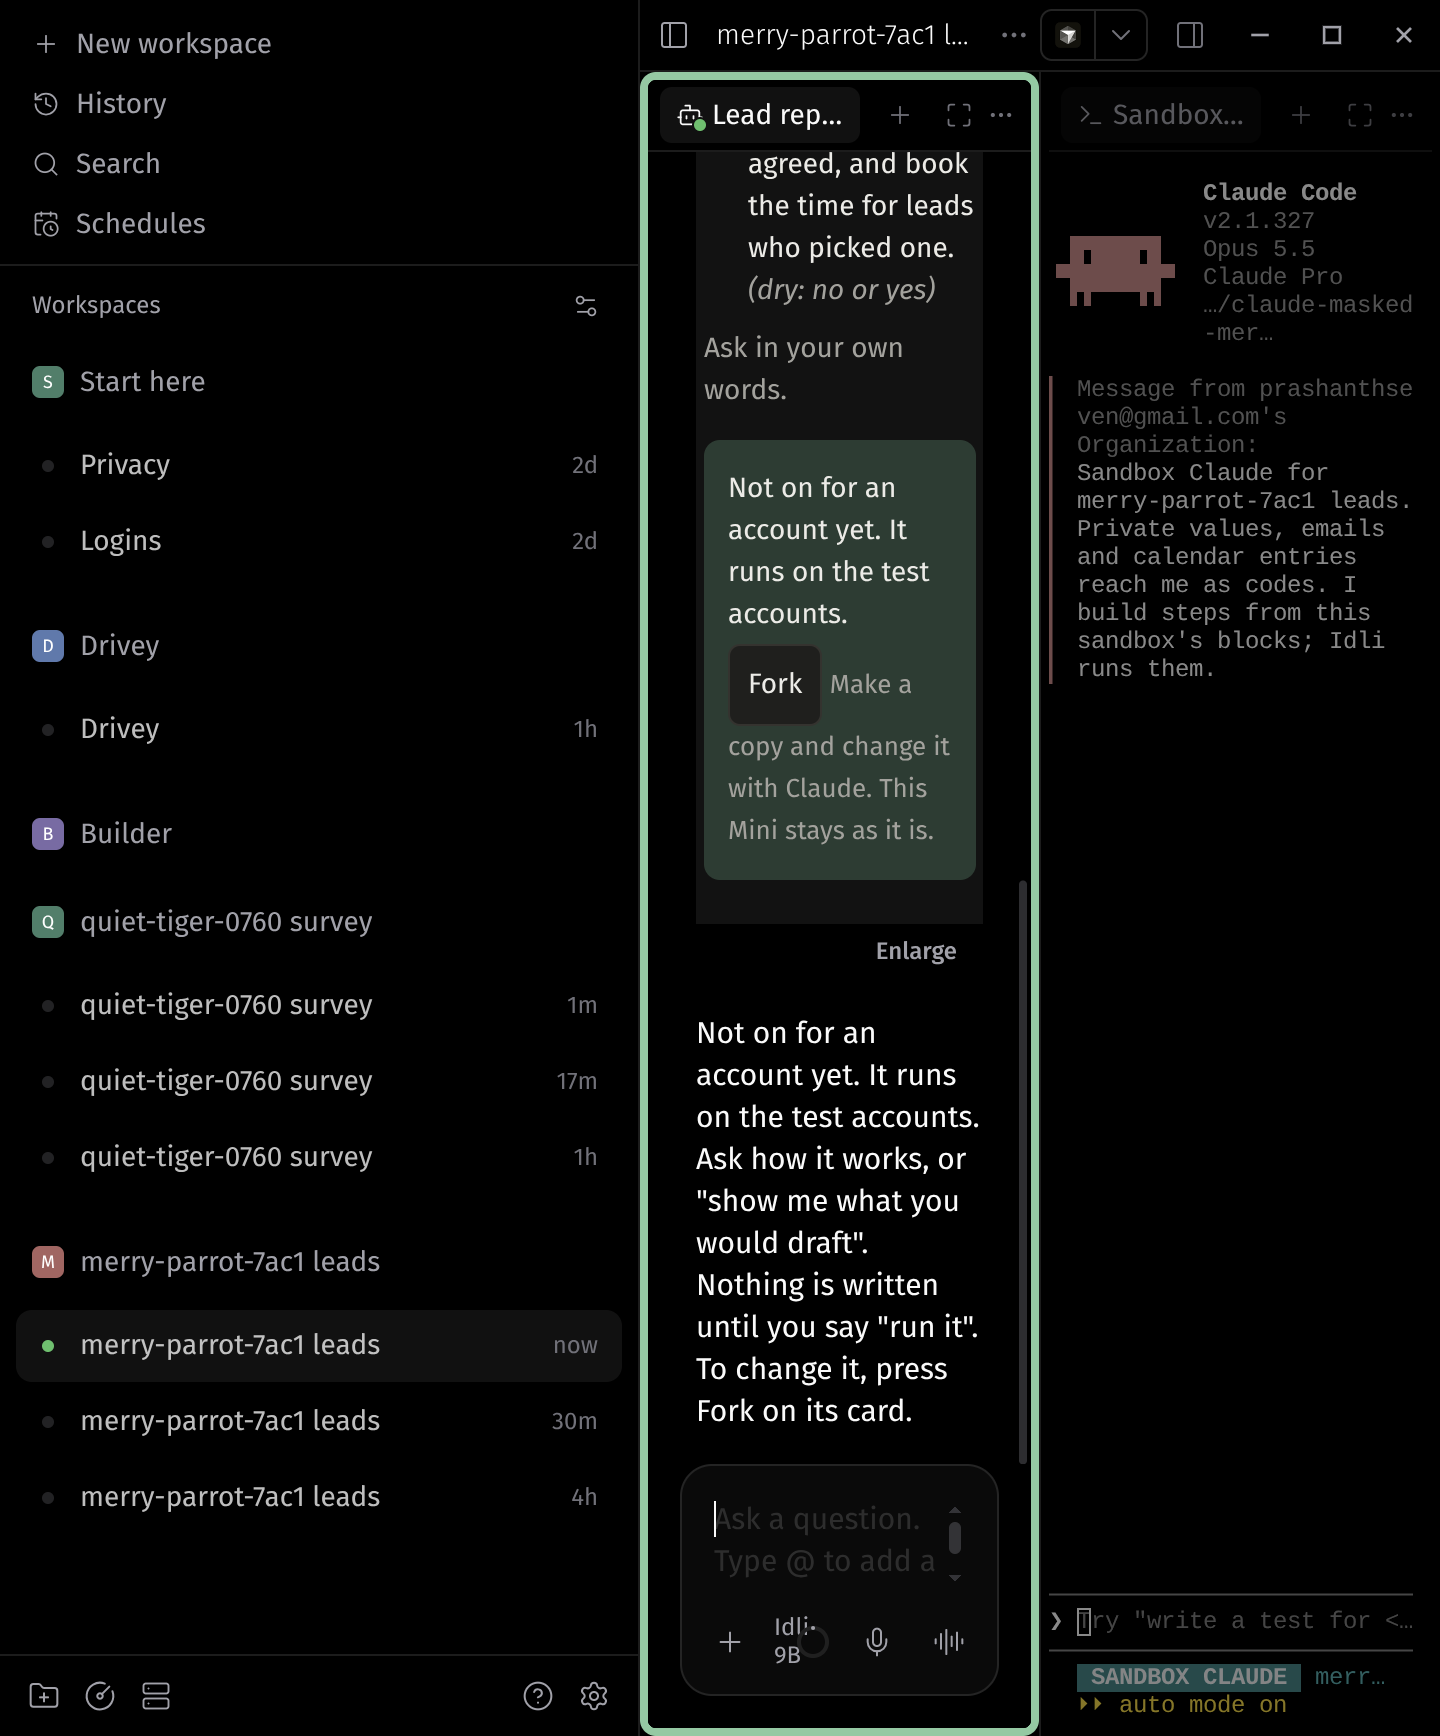 New workspace
History
Search
Schedules
Workspaces
S Start here
Privacy 2d
Logins 2d
D Drivey
Drivey 1h
B Builder
Q quiet-tiger-0760 survey
quiet-tiger-0760 survey 1m
quiet-tiger-0760 survey 17m
quiet-tiger-0760 survey 1h
M merry-parrot-7ac1 leads
merry-parrot-7ac1 leads now
merry-parrot-7ac1 leads 30m
merry-parrot-7ac1 leads 4h
merry-parrot-7ac1 l...
Lead rep...
agreed, and book
the time for leads
who picked one.
(dry: no or yes)
Ask in your own
words.
Not on for an
account yet. It
runs on the test
accounts.
Fork Make a
copy and change it
with Claude. This
Mini stays as it is.
Enlarge
Not on for an
account yet. It runs
on the test accounts.
Ask how it works, or
"show me what you
would draft".
Nothing is written
until you say "run it".
To change it, press
Fork on its card.
Ask a question.
Type @ to add a
Idli·
9B
Sandbox...
Claude Code
v2.1.327
Opus 5.5
Claude Pro
…/claude-masked
-mer…
Message from prashanthse
ven@gmail.com's
Organization:
Sandbox Claude for
merry-parrot-7ac1 leads.
Private values, emails
and calendar entries
reach me as codes. I
build steps from this
sandbox's blocks; Idli
runs them.
❯ Try "write a test for <…
SANDBOX CLAUDE merr…
⏵⏵ auto mode on